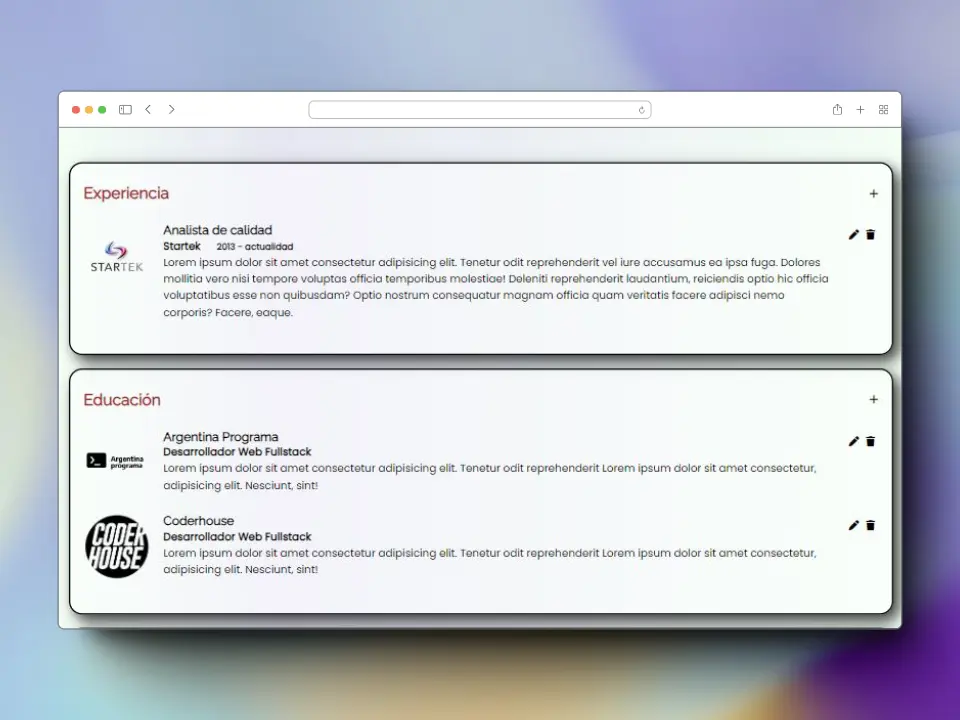 Experiencia
STARTEK
Analista de calidad
Startek 2013 - actualidad
Lorem ipsum dolor sit amet consectetur adipisicing elit. Tenetur odit reprehenderit vel iure accusamus ea ipsa fuga. Dolores
mollitia vero nisi tempore voluptas officia temporibus molestiae! Deleniti reprehenderit laudantium, reiciendis optio hic officia
voluptatibus esse non quibusdam? Optio nostrum consequatur magnam officia quam veritatis facere adipisci nemo
corporis? Facere, eaque.
Educación
Argentina
programa
Argentina Programa
Desarrollador Web Fullstack
Lorem ipsum dolor sit amet consectetur adipisicing elit. Tenetur odit reprehenderit Lorem ipsum dolor sit amet consectetur,
adipisicing elit. Nesciunt, sint!
CODER
HOUSE
Coderhouse
Desarrollador Web Fullstack
Lorem ipsum dolor sit amet consectetur adipisicing elit. Tenetur odit reprehenderit Lorem ipsum dolor sit amet consectetur,
adipisicing elit. Nesciunt, sint!